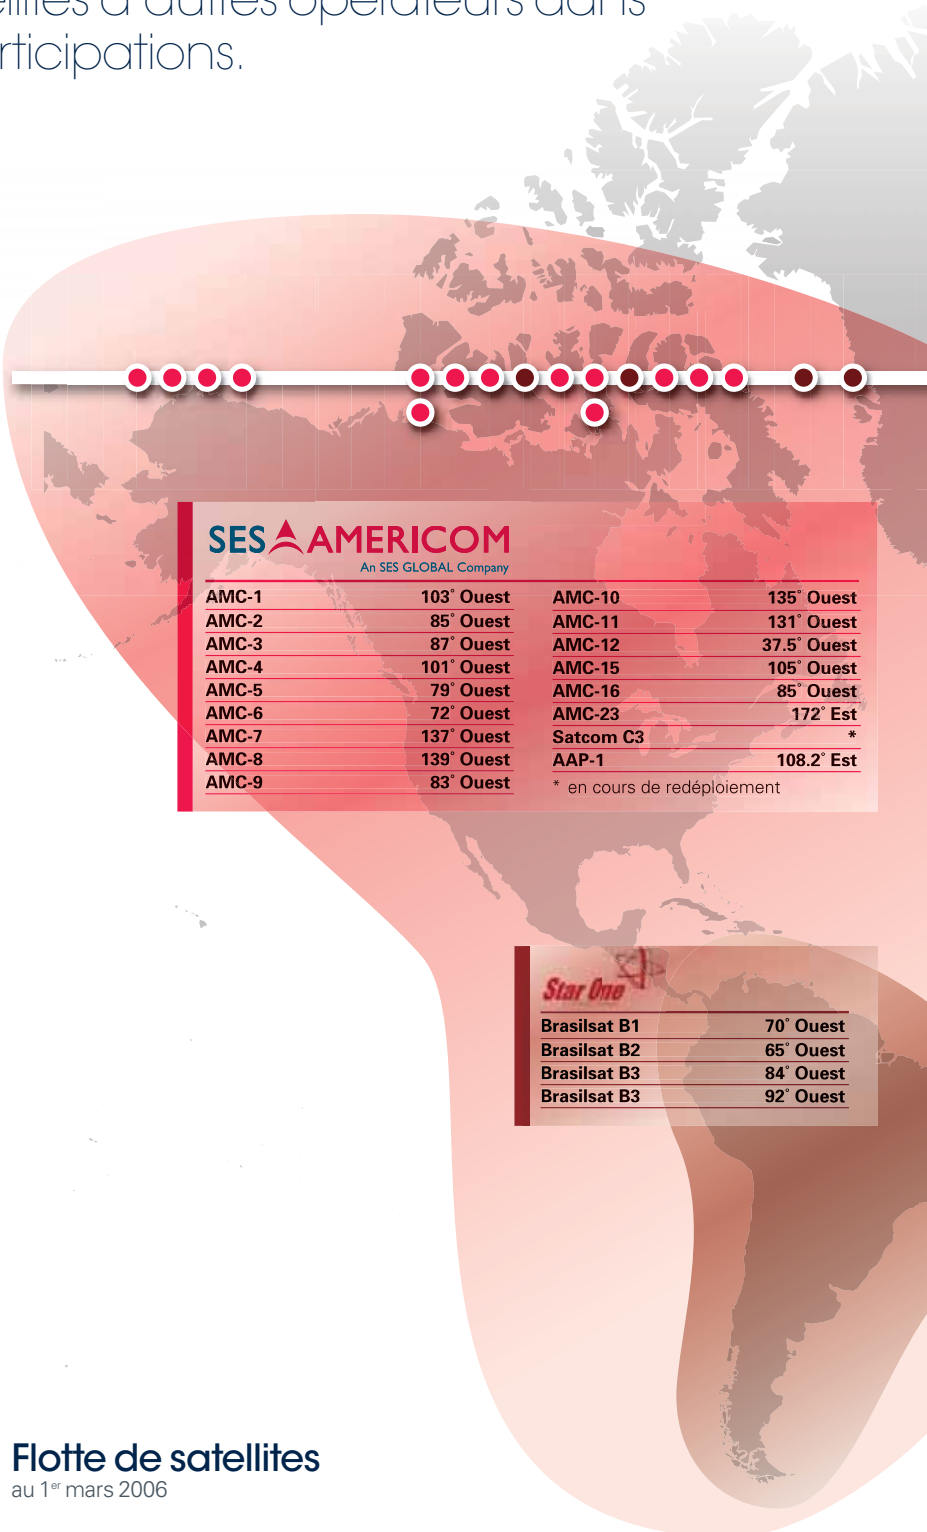 satellites d'autres opérateurs dans
participations.
SES AMERICOM
An SES GLOBAL Company
AMC-1 103° Ouest
AMC-2 85° Ouest
AMC-3 87° Ouest
AMC-4 101° Ouest
AMC-5 79° Ouest
AMC-6 72° Ouest
AMC-7 137° Ouest
AMC-8 139° Ouest
AMC-9 83° Ouest
AMC-10 135° Ouest
AMC-11 131° Ouest
AMC-12 37.5° Ouest
AMC-15 105° Ouest
AMC-16 85° Ouest
AMC-23 172° Est
Satcom C3 *
AAP-1 108.2° Est
* en cours de redéploiement
Star One
Brasilsat B1 70° Ouest
Brasilsat B2 65° Ouest
Brasilsat B3 84° Ouest
Brasilsat B3 92° Ouest
Flotte de satellites
au 1er mars 2006